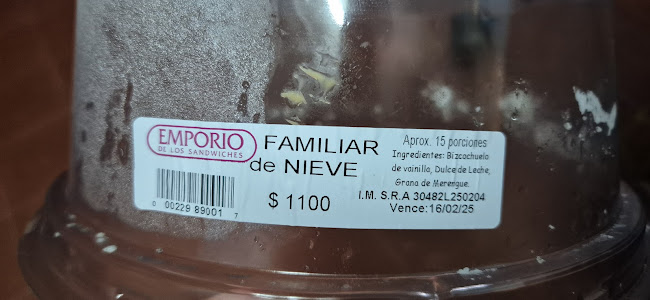 EMPORIO
DE LOS SANDWICHES
FAMILIAR
de NIEVE
$ 1100
Aprox. 15 porciones
Ingredientes: Bizcochuelo
de vainilla, Dulce de Leche,
Grana de Merengue.
I.M. S.R.A 30482L250204
Vence:16/02/25
0 00229 89001 7